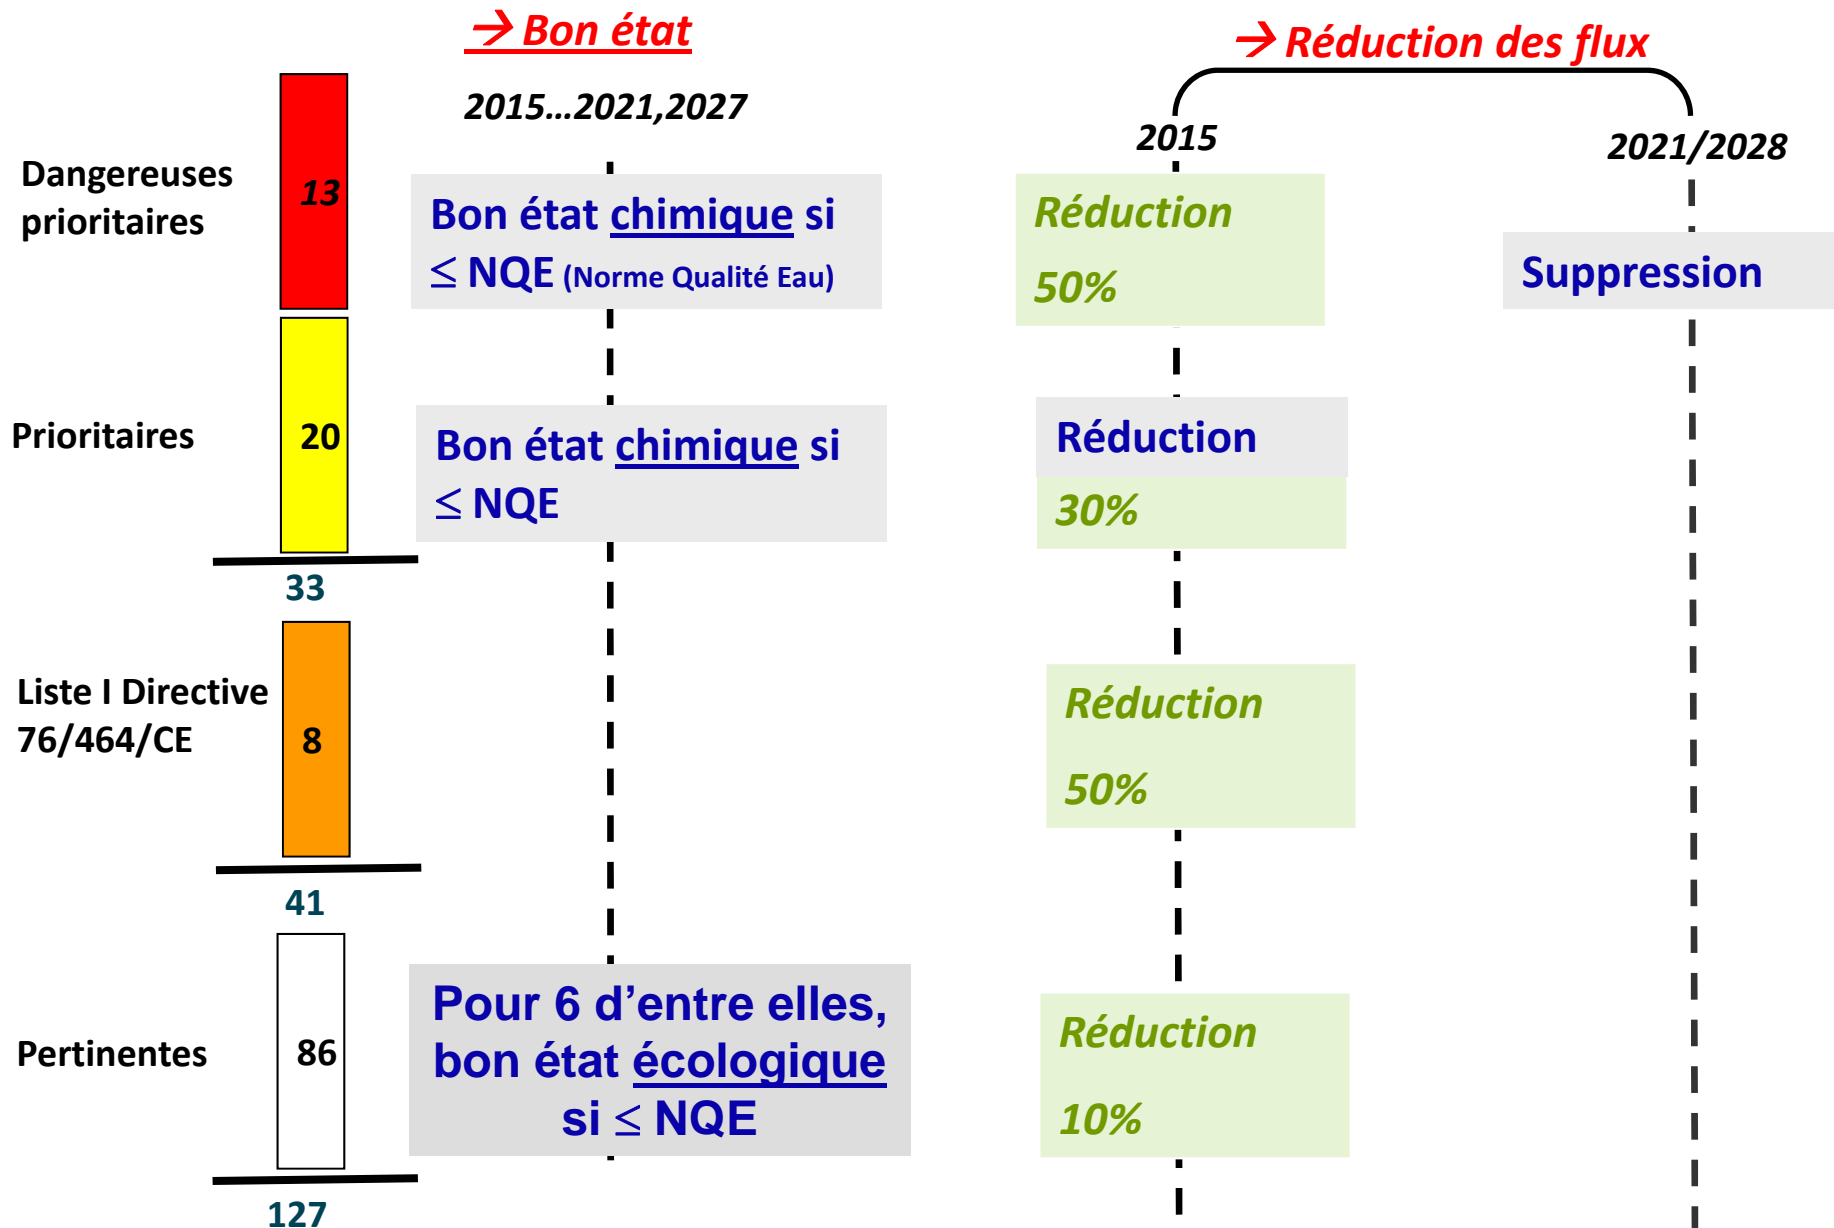 → Bon état
→ Réduction des flux
2015...2021,2027
2015
2021/2028
Dangereuses
prioritaires
13
Bon état chimique si
≤ NQE (Norme Qualité Eau)
Réduction
50%
Suppression
Prioritaires
20
Bon état chimique si
≤ NQE
Réduction
30%
33
Liste I Directive
76/464/CE
8
Réduction
50%
41
Pertinentes
86
Pour 6 d’entre elles,
bon état écologique
si ≤ NQE
Réduction
10%
127